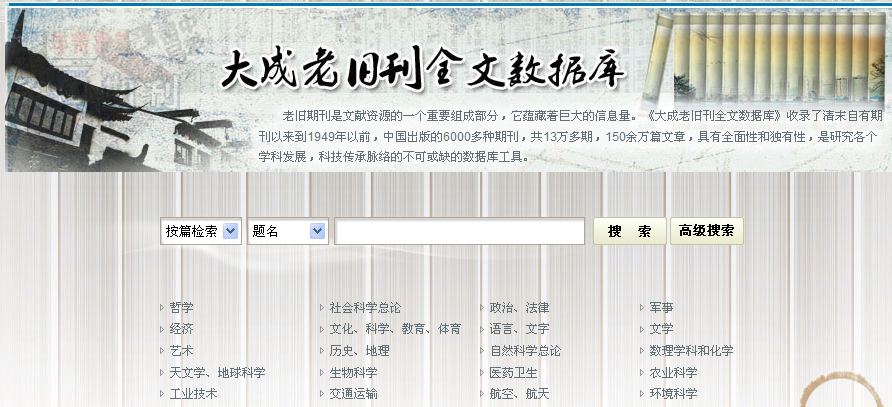 大成老旧刊全文数据库
老旧期刊是文献资源的一个重要组成部分，它蕴藏着巨大的信息量。《大成老旧刊全文数据库》收录了清末自有期
刊以来到1949年以前，中国出版的6000多种期刊，共13万多期，150余万篇文章，具有全面性和独有性，是研究各个
学科发展，科技传承脉络的不可或缺的数据库工具。
按篇检索 题名 搜 索 高级搜索
哲学 社会科学总论 政治、法律 军事
经济 文化、科学、教育、体育 语言、文字 文学
艺术 历史、地理 自然科学总论 数理学科和化学
天文学、地球科学 生物科学 医药卫生 农业科学
工业技术 交通运输 航空、航天 环境科学